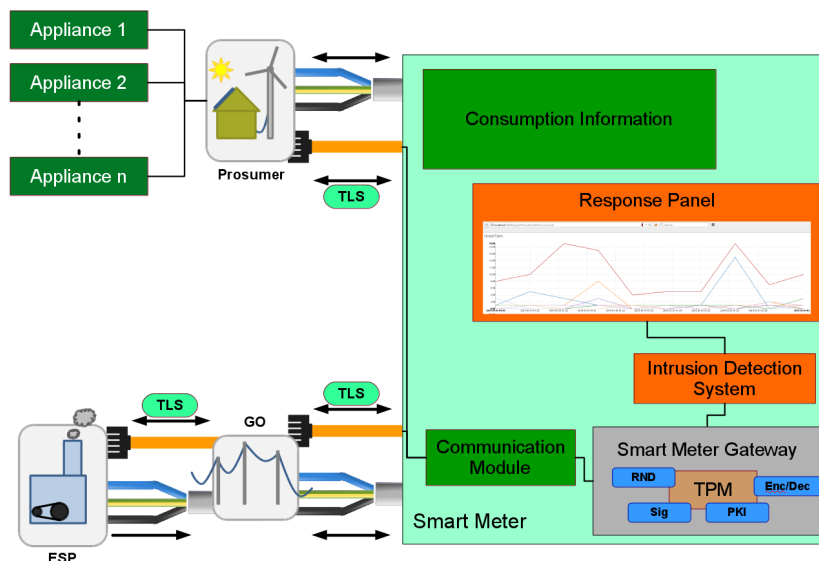 Appliance 1
Appliance 2
Appliance n
Prosumer
TLS
Consumption Information
Response Panel
Intrusion Detection
System
TLS
GO
TLS
Communication
Module
Smart Meter Gateway
RND
TPM
Enc/Dec
Sig
PKI
Smart Meter
ESP